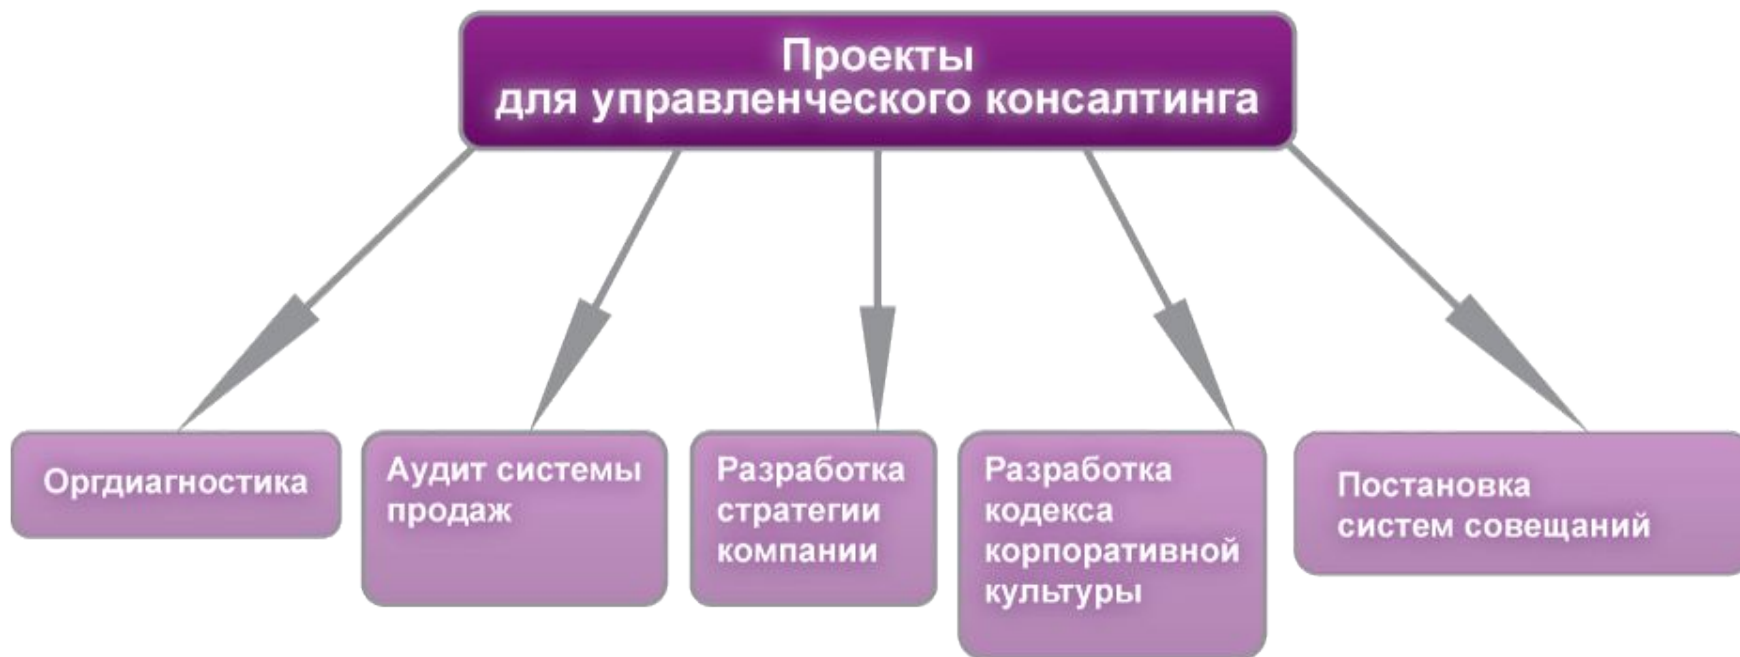 Проекты
для управленческого консалтинга
Оргдиагностика
Аудит системы
продаж
Разработка
стратегии
компании
Разработка
кодекса
корпоративной
культуры
Постановка
систем совещаний